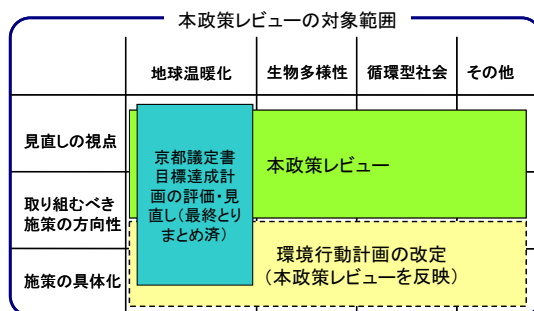 本政策レビューの対象範囲
地球温暖化
生物多様性
循環型社会
その他
見直しの視点
取り組むべき
施策の方向性
施策の具体化
京都議定書
目標達成計
画の評価・見
直し（最終とり
まとめ済）
本政策レビュー
環境行動計画の改定
（本政策レビューを反映）